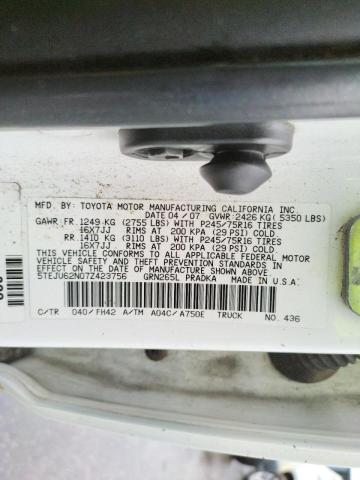 MFD. BY TOYOTA MOTOR MANUFACTURING CALIFORNIA INC.
DATE 04/07 GVWR:2426 KG(5350 LBS)
GAWR FR.1249 KG (2755 LBS) WITH P245/75R16 TIRES
16X7JJ RIMS AT 200 KPA (29 PSI) COLD.
RR.1410 KG (3110 LBS) WITH P245/75R16 TIRES
16X7JJ RIMS AT 200 KPA (29 PSI) COLD.
THIS VEHICLE CONFORMS TO ALL APPLICABLE FEDERAL MOTOR
VEHICLE SAFETY AND THEFT PREVENTION STANDARDS IN
EFFECT ON THE DATE OF MANUFACTURE SHOWN ABOVE.
5TEJU62N07Z423756 GRN265L PRADKA MADE IN U.S.A.
C/TR 040/FH42 A/TM A04C/A750E TRUCK NO. 436